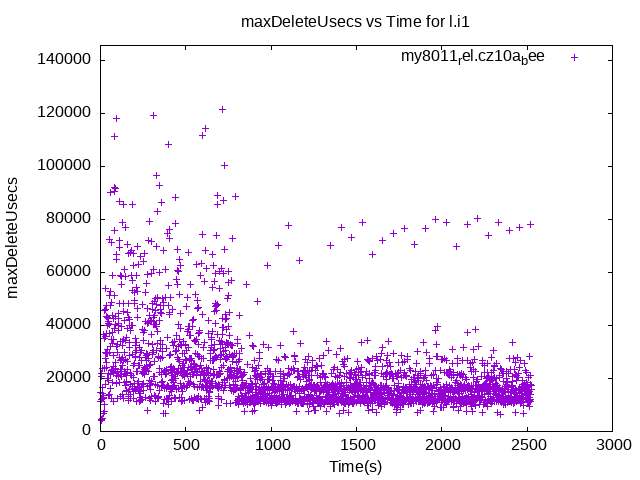 maxDeleteUsecs vs Time for l.i1
my8011rel.cz10abee
140000
120000
100000
80000
60000
40000
20000
0
maxDeleteUsecs
0 500 1000 1500 2000 2500 3000
Time(s)